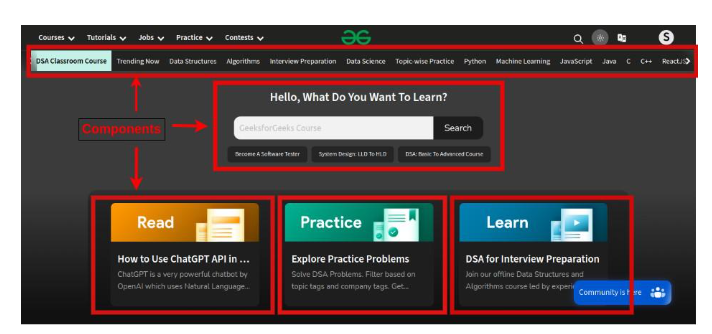 Courses Tutorials Jobs Practice Contests S
DSA Classroom Course Trending Now Data Structures Algorithms Interview Preparation Data Science Topic-wise Practice Python Machine Learning JavaScript Java C C++ ReactJS
Hello, What Do You Want To Learn?
Components
GeeksforGeeks Course Search
Become A Software Tester System Design: LLD To HLD DSA: Basic To Advanced Course
Read Practice Learn
How to Use ChatGPT API in ... Explore Practice Problems DSA for Interview Preparation
ChatGPT is a very powerful chatbot by Solve DSA Problems. Filter based on Join our offline Data Structures and
OpenAI which uses Natural Language... topic tags and company tags. Get... Algorithms course led by
Community is here